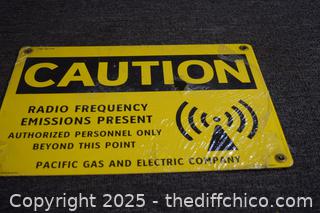 CAUTION
RADIO FREQUENCY
EMISSIONS PRESENT
AUTHORIZED PERSONNEL ONLY
BEYOND THIS POINT
PACIFIC GAS AND ELECTRIC COMPANY
Copyright 2025 - thediffchico.com